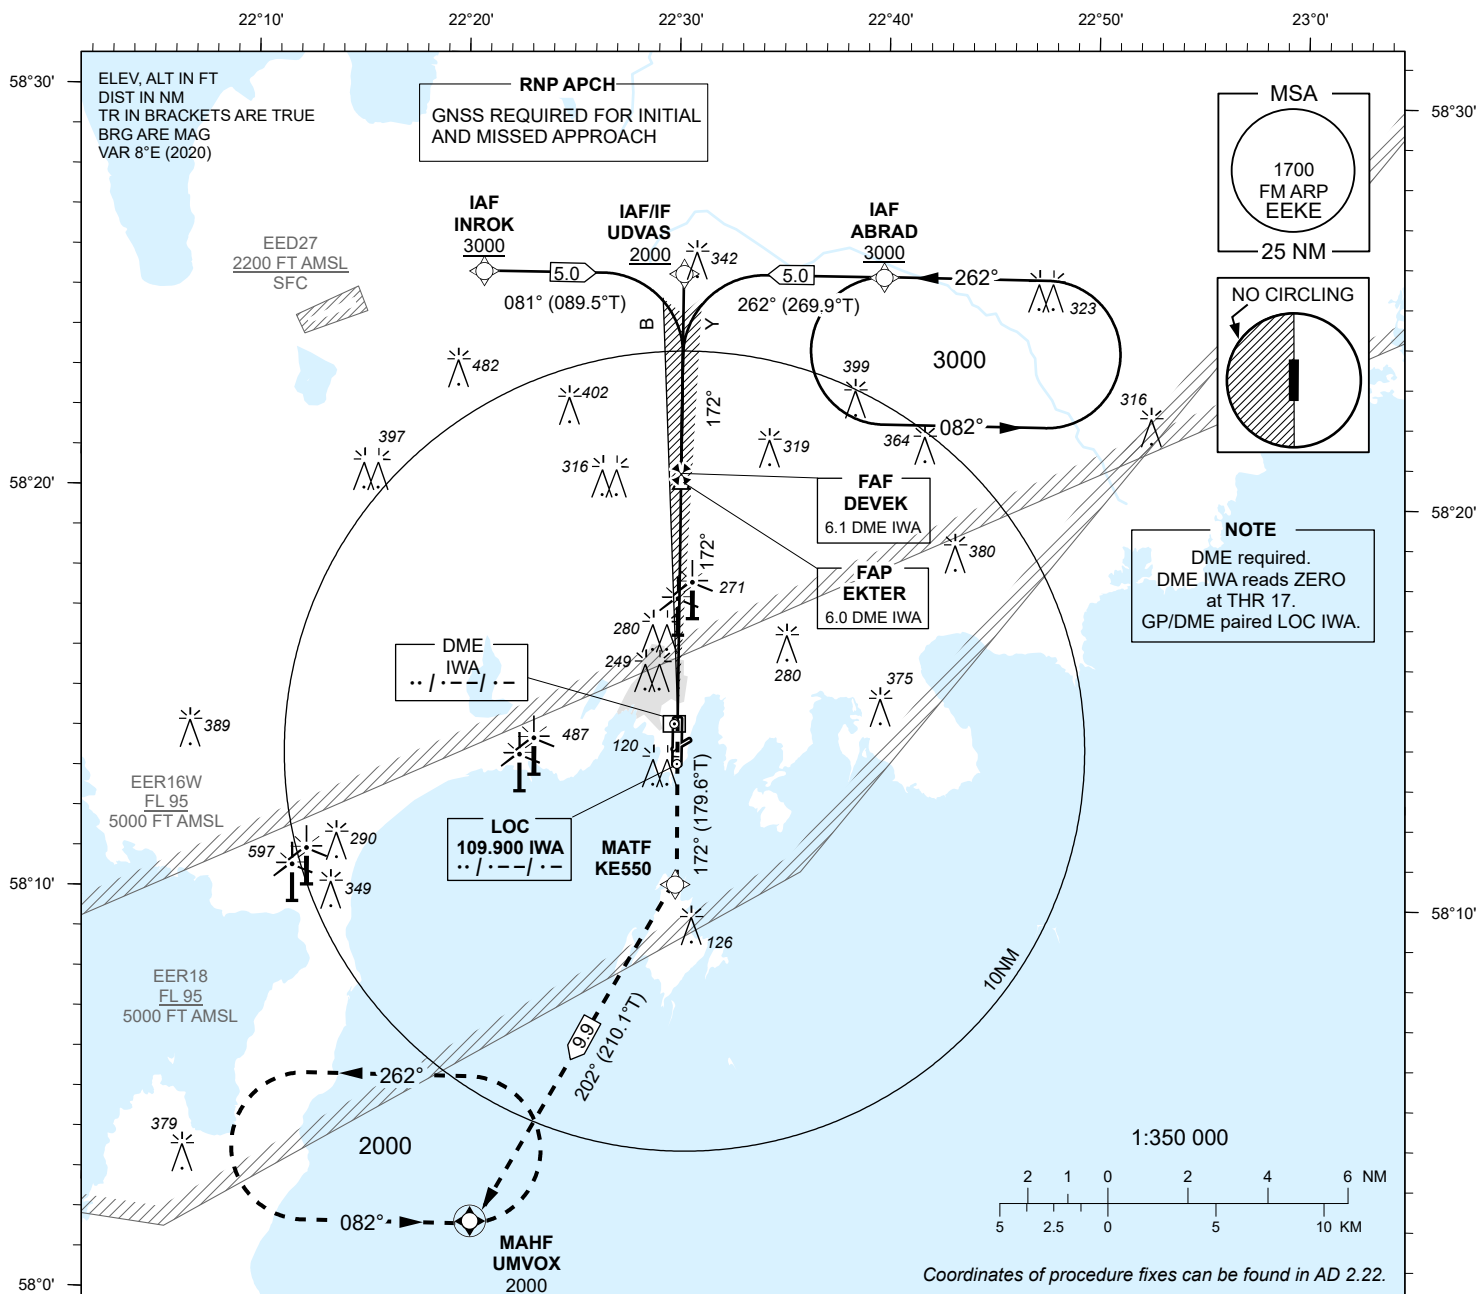 22°10'
22°20'
22°30'
22°40'
22°50'
23°0'
58°30'
58°30'
ELEV, ALT IN FT
DIST IN NM
TR IN BRACKETS ARE TRUE
BRG ARE MAG
VAR 8°E (2020)
RNP APCH
GNSS REQUIRED FOR INITIAL
AND MISSED APPROACH
MSA
1700
FM ARP
EEKE
25 NM
IAF
INROK
3000
IAF/IF
UDVAS
2000
IAF
ABRAD
3000
342
EED27
2200 FT AMSL
SFC
5.0
081° (089.5°T)
5.0
262° (269.9°T)
262°
323
NO CIRCLING
B
Y
3000
482
402
399
172°
082°
316
364
397
319
316
58°20'
58°20'
FAF
DEVEK
6.1 DME IWA
NOTE
DME required.
DME IWA reads ZERO
at THR 17.
GP/DME paired LOC IWA.
172°
380
FAP
EKTER
6.0 DME IWA
271
280
DME
IWA
·· / ·−− / ·−
249
280
375
389
487
120
EER16W
FL 95
5000 FT AMSL
172° (179.6°T)
LOC
109.900 IWA
·· / ·−− / ·−
MATF
KE550
290
597
349
58°10'
58°10'
126
10NM
EER18
FL 95
5000 FT AMSL
9.9
202° (210.1°T)
262°
379
2000
1:350 000
082°
MAHF
UMVOX
2000
2 1 0 2 4 6 NM
5 2.5 0 5 10 KM
58°0'
Coordinates of procedure fixes can be found in AD 2.22.